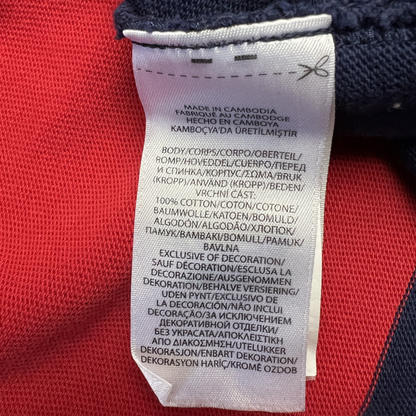 MADE IN CAMBODIA
FABRIQUÉ AU CAMBODGE
HECHO EN CAMBOYA
KAMBOÇYA'DA ÜRETİLMİŞTİR
BODY/CORPS/CORPO/OBERTEIL/
ROMP/HOVEDDEL/CUERPO/ПЕРЕД
И СПИНКА/KORPUS/ΣΩΜΑ/BRUK
(KROPP)/ANVÄND (KROPP)/BEDEN/
VRCHNÍ ČÁST:
100% COTTON/COTON/COTONE/
BAUMWOLLE/KATOEN/BOMULD/
ALGODÓN/ALGODÃO/ХЛОПОК/
ПАМУК/ΒΑΜΒΑΚΙ/BOMULL/PAMUK/
BAVLNA
EXCLUSIVE OF DECORATION/
SAUF DÉCORATION/ESCLUSA LA
DECORAZIONE/AUSGENOMMEN
DEKORATION/BEHALVE VERSIERING/
UDEN PYNT/EXCLUSIVO DE
DECORACIÓN/NÃO INCLUI
DECORAÇÃO/ЗА ИСКЛЮЧЕНИЕМ
ДЕКОРАТИВНОЙ ОТДЕЛКИ/
БЕЗ УКРАСАТА/ΑΠΟΚΛΕΙΣΤΙΚΗ
ΑΠΟ ΔΙΑΚΟΣΜΗΣΗ/UTELUKKER
DEKORASJON/ENBART DEKORATION/
DEKORASYON HARİÇ/KROMĚ OZDOB